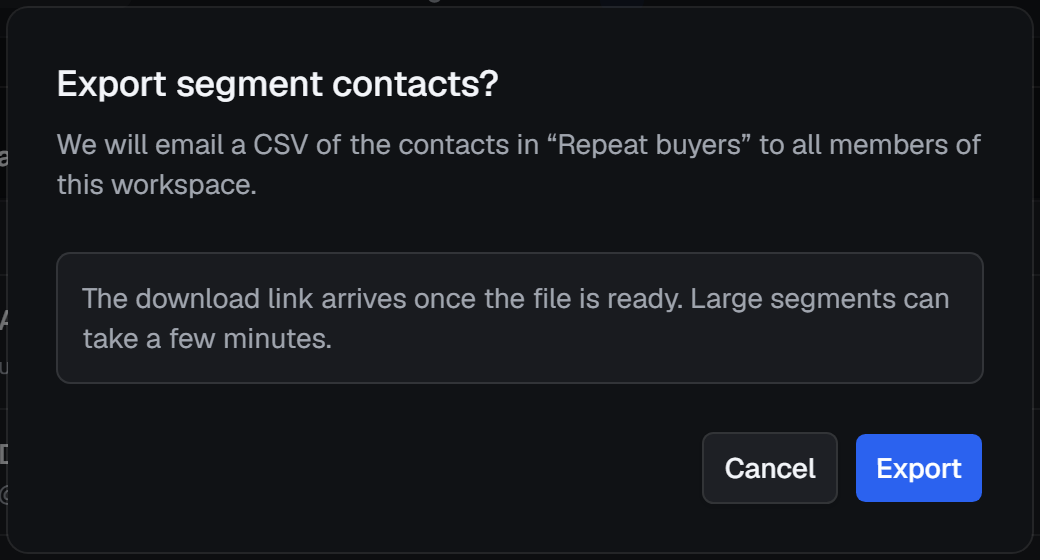 Export segment contacts?
We will email a CSV of the contacts in “Repeat buyers” to all members of
this workspace.
The download link arrives once the file is ready. Large segments can
take a few minutes.
Cancel
Export